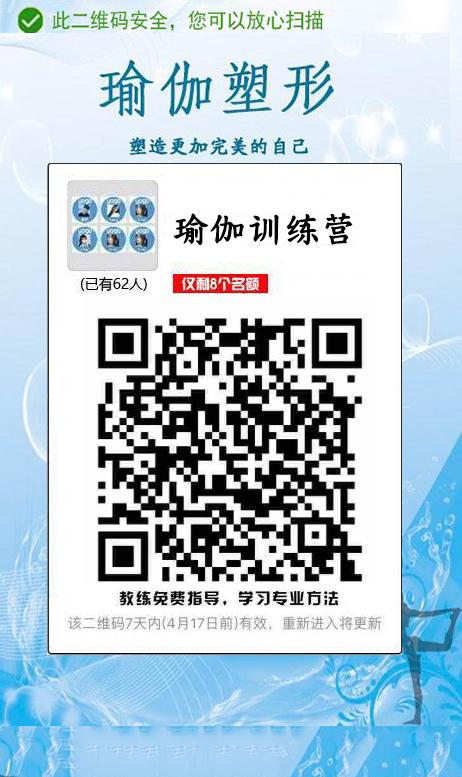 此二维码安全，您可以放心扫描
瑜伽塑形
塑造更加完美的自己
瑜伽训练营
(已有62人)
仅剩8个名额
教练免费指导，学习专业方法
该二维码7天内(4月17日前)有效，重新进入将更新